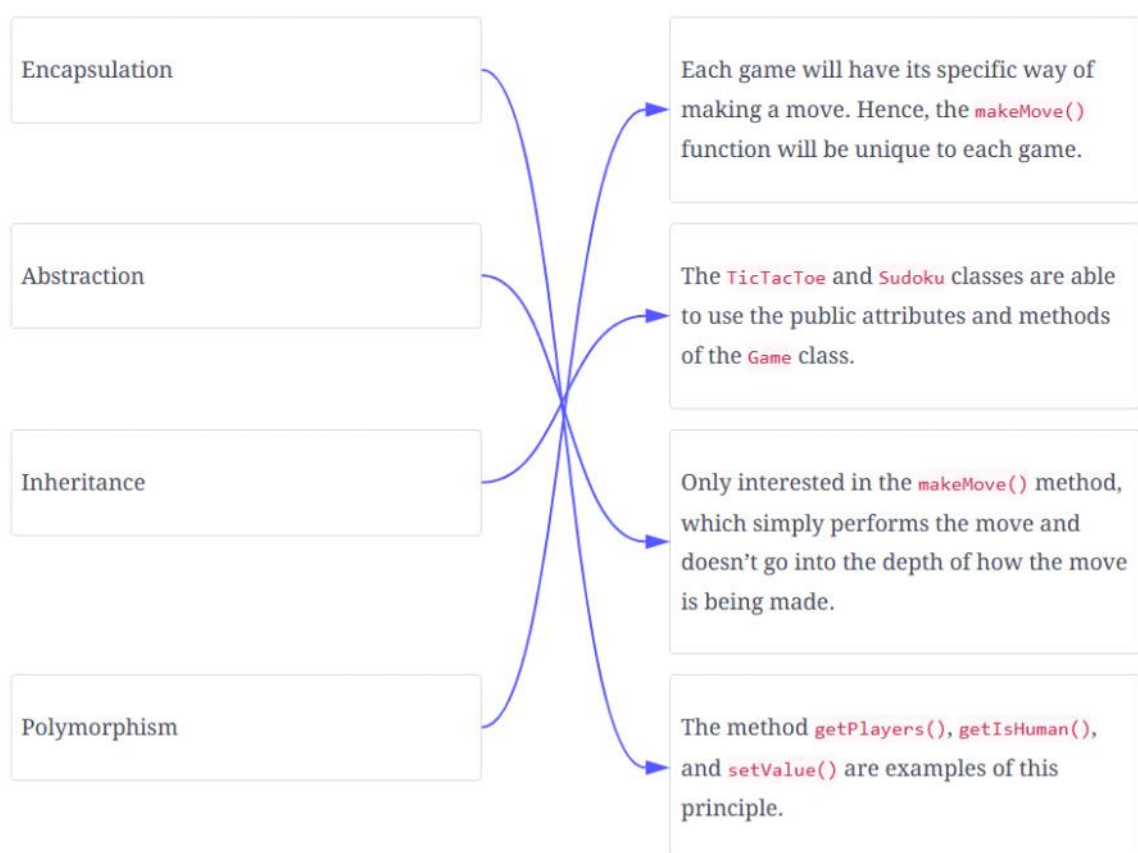 Encapsulation
Each game will have its specific way of
making a move. Hence, the makeMove()
function will be unique to each game.
Abstraction
The TicTacToe and Sudoku classes are able
to use the public attributes and methods
of the Game class.
Inheritance
Only interested in the makeMove() method,
which simply performs the move and
doesn’t go into the depth of how the move
is being made.
Polymorphism
The method getPlayers(), getIsHuman(),
and setValue() are examples of this
principle.